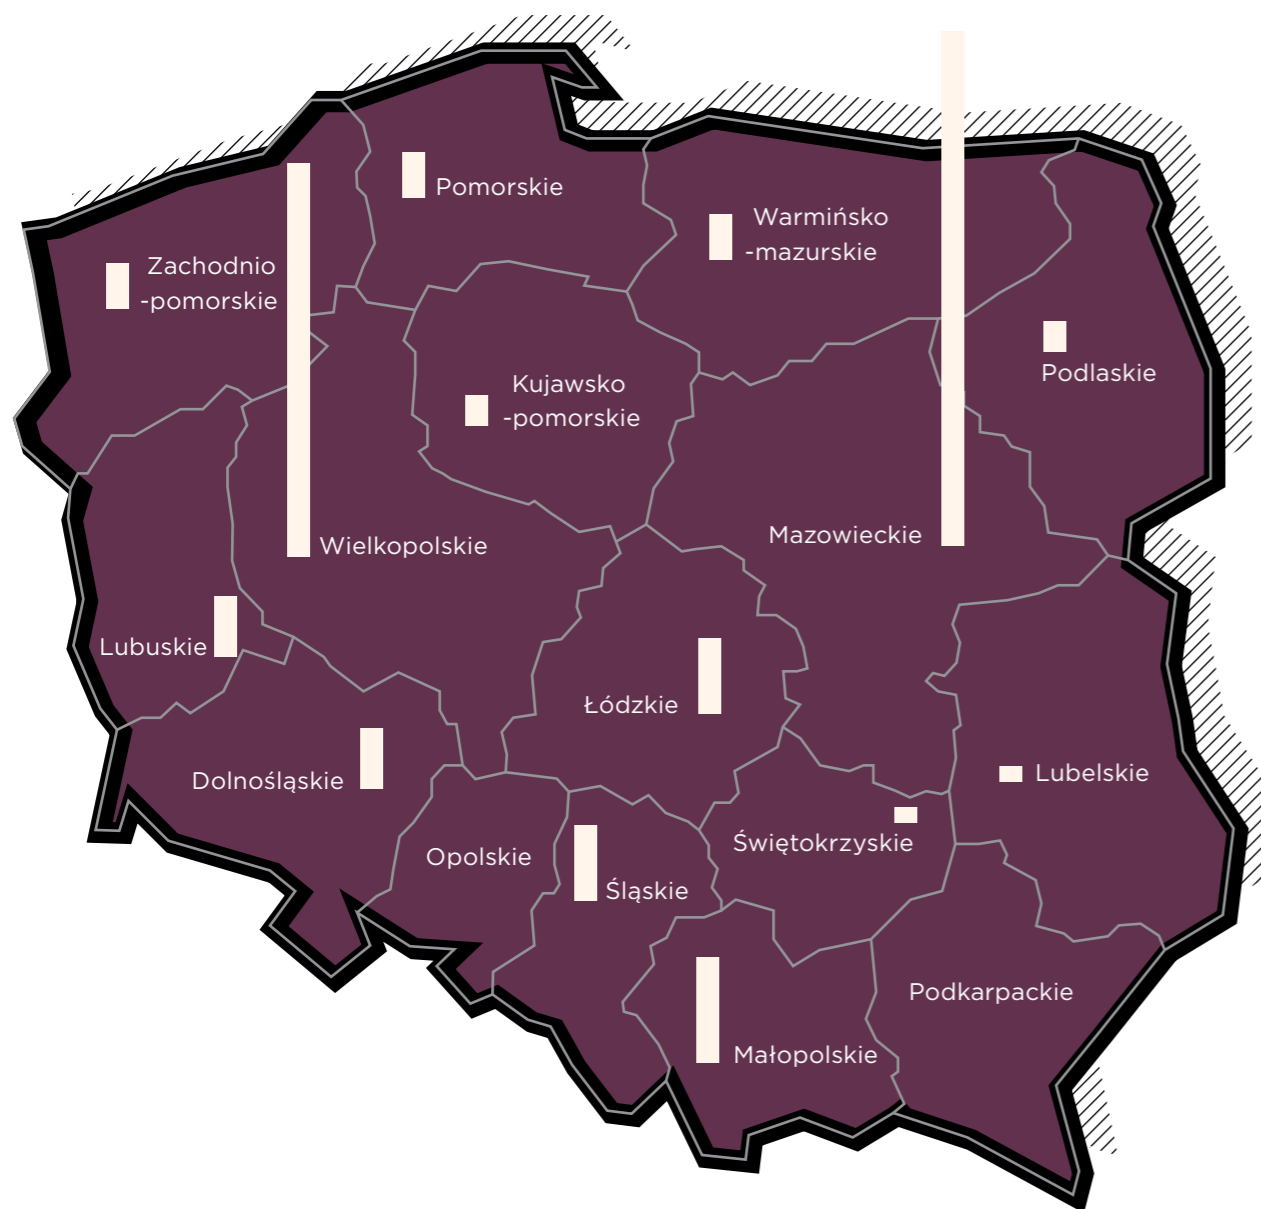 Pomorskie
Warmińsko
-mazurskie
Zachodnio
-pomorskie
Podlaskie
Kujawsko
-pomorskie
Mazowieckie
Wielkopolskie
Lubuskie
Łódzkie
Dolnośląskie
Lubelskie
Świętokrzyskie
Opolskie
Śląskie
Podkarpackie
Małopolskie